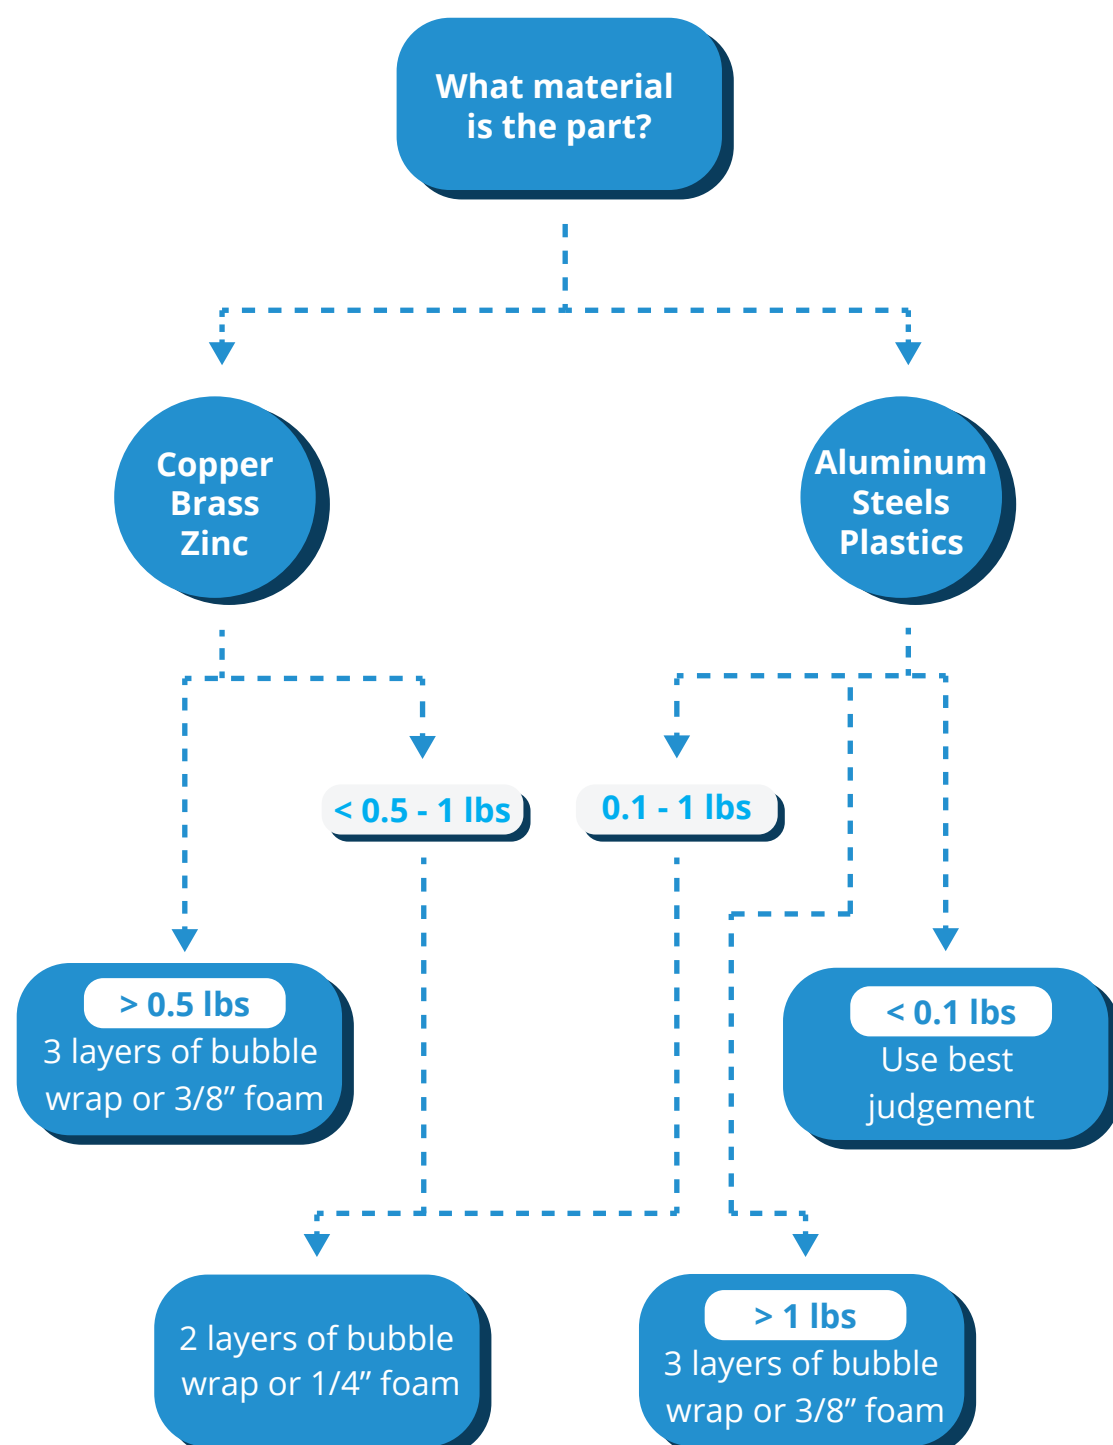 What material
is the part?
Copper
Brass
Zinc
Aluminum
Steels
Plastics
< 0.5 - 1 lbs
0.1 - 1 lbs
> 0.5 lbs
3 layers of bubble
wrap or 3/8” foam
< 0.1 lbs
Use best
judgement
2 layers of bubble
wrap or 1/4” foam
> 1 lbs
3 layers of bubble
wrap or 3/8” foam